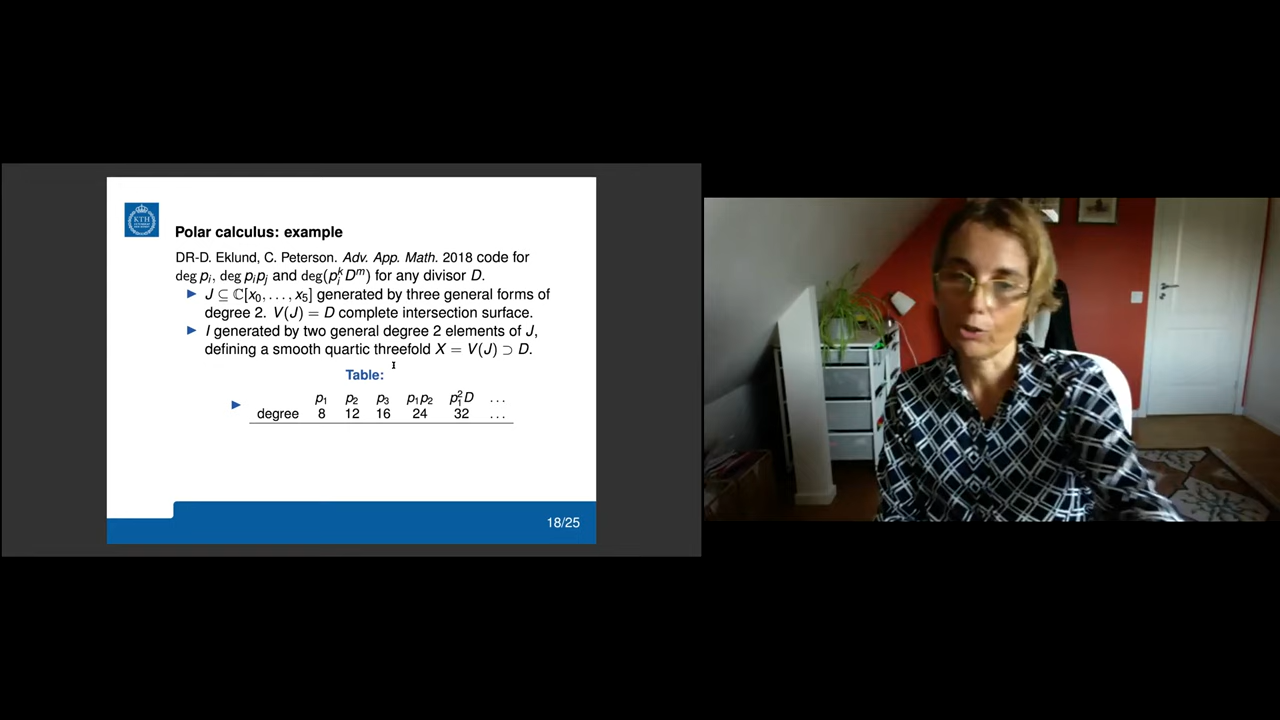 KTH
Polar calculus: example
DR-D. Eklund, C. Peterson. Adv. App. Math. 2018 code for
deg pᵢ, deg pᵢpⱼ and deg(pᵢᵏDᵐ) for any divisor D.
▶ J ⊆ ℂ[x₀, . . . , x₅] generated by three general forms of
degree 2. V(J) = D complete intersection surface.
▶ I generated by two general degree 2 elements of J,
defining a smooth quartic threefold X = V(J) ⊃ D.
Table:
▶ p₁ p₂ p₃ p₁p₂ p₁²D . . .
degree 8 12 16 24 32 . . .
18/25